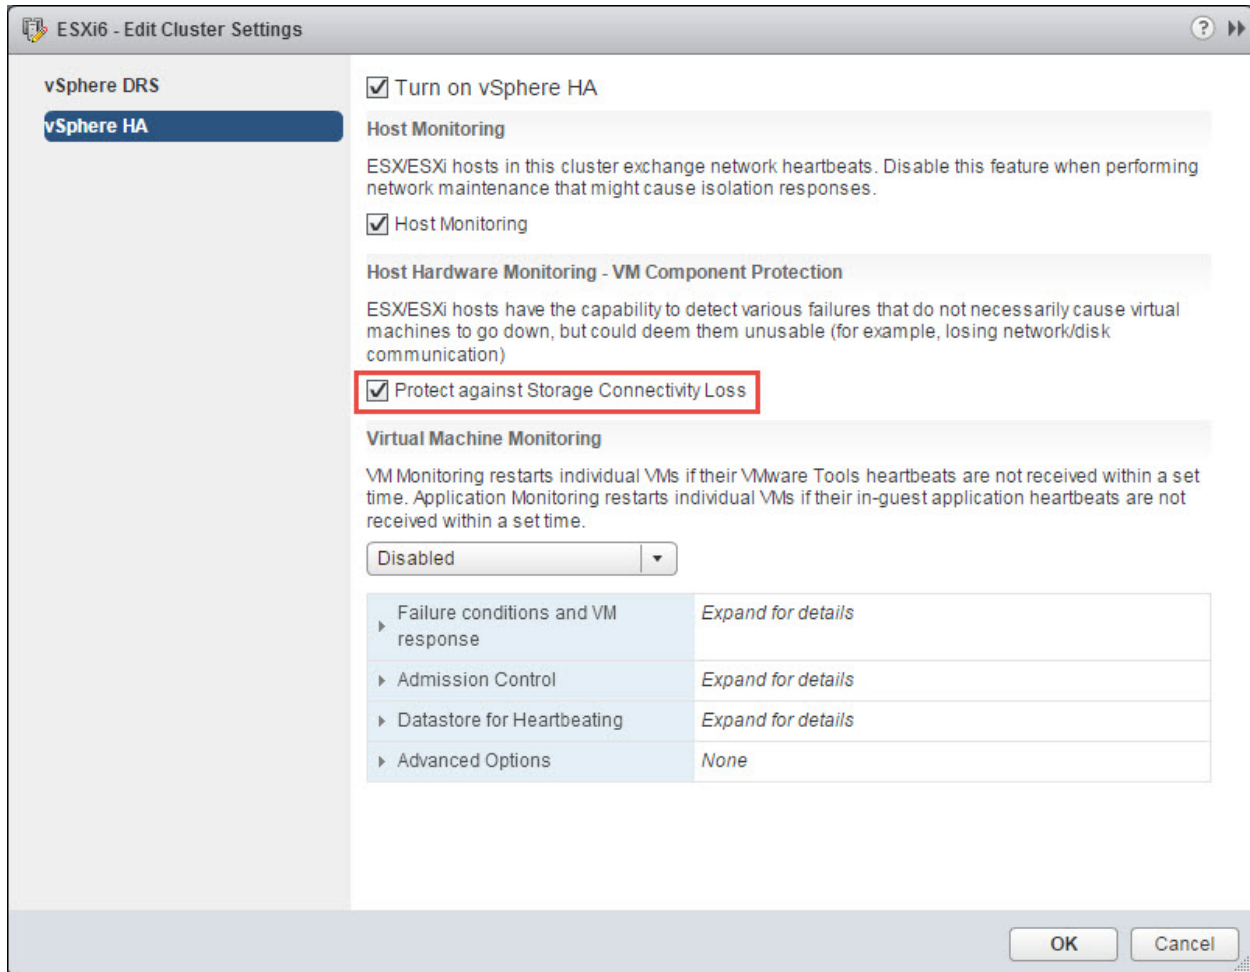 ESXi6 - Edit Cluster Settings
?
vSphere DRS
vSphere HA
Turn on vSphere HA
Host Monitoring
ESX/ESXi hosts in this cluster exchange network heartbeats. Disable this feature when performing
network maintenance that might cause isolation responses.
Host Monitoring
Host Hardware Monitoring - VM Component Protection
ESX/ESXi hosts have the capability to detect various failures that do not necessarily cause virtual
machines to go down, but could deem them unusable (for example, losing network/disk
communication)
Protect against Storage Connectivity Loss
Virtual Machine Monitoring
VM Monitoring restarts individual VMs if their VMware Tools heartbeats are not received within a set
time. Application Monitoring restarts individual VMs if their in-guest application heartbeats are not
received within a set time.
Disabled
Failure conditions and VM
response
Expand for details
Admission Control
Expand for details
Datastore for Heartbeating
Expand for details
Advanced Options
None
OK
Cancel